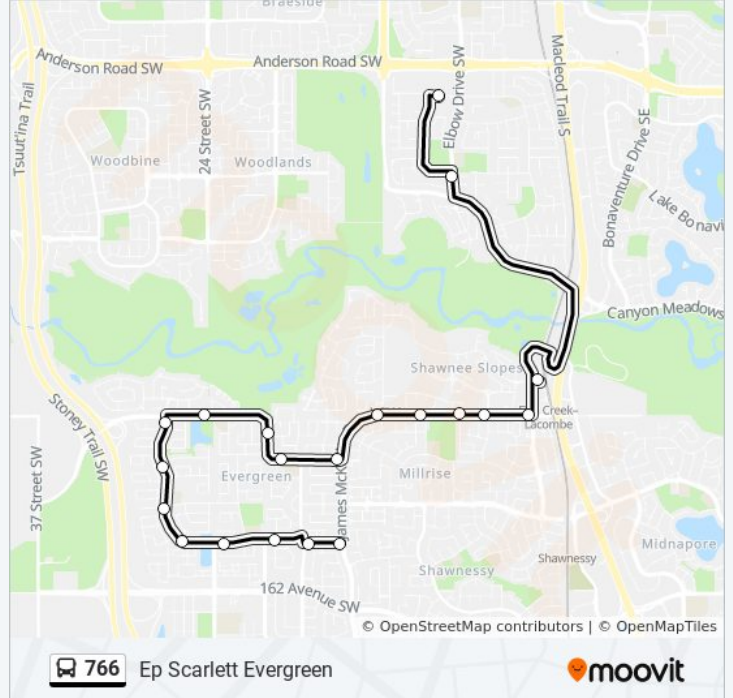 Braeside
Anderson Road SW
Anderson Road SW
Tsuut'ina Trail
24 Street SW
Elbow Drive SW
Macleod Trail S
Bonaventure Drive SE
Woodbine
Woodlands
Lake Bonavi
Canyon Meadows
Shawnee Slopes
Creek–
Lacombe
Stoney Trail SW
37 Street SW
Evergreen
James McK
Millrise
Midnapore
Shawnessy
Shawnessy
162 Avenue SW
© OpenStreetMap contributors | © OpenMapTiles
766 Ep Scarlett Evergreen
moovit